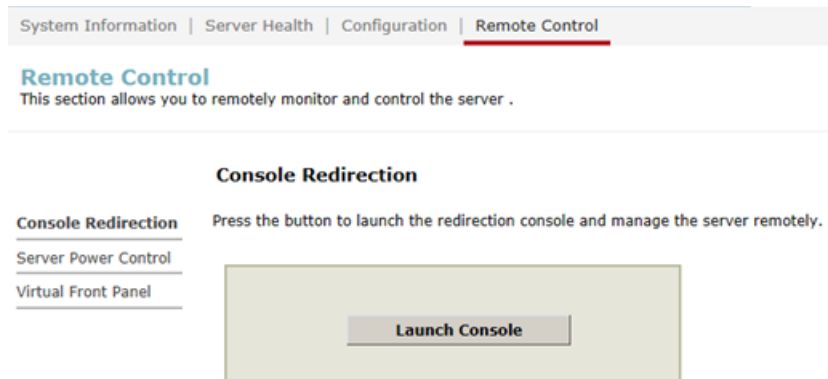 System Information | Server Health | Configuration | Remote Control
Remote Control
This section allows you to remotely monitor and control the server .
Console Redirection
Console Redirection
Server Power Control
Virtual Front Panel
Press the button to launch the redirection console and manage the server remotely.
Launch Console